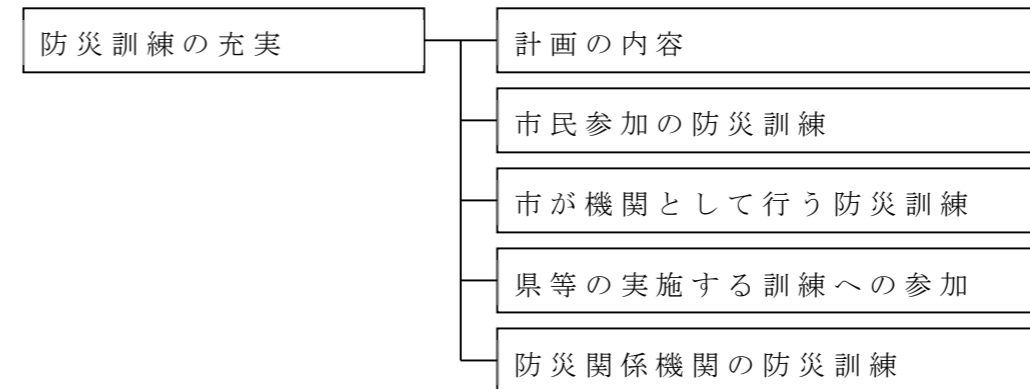 防災訓練の充実
計画の内容
市民参加の防災訓練
市が機関として行う防災訓練
県等の実施する訓練への参加
防災関係機関の防災訓練